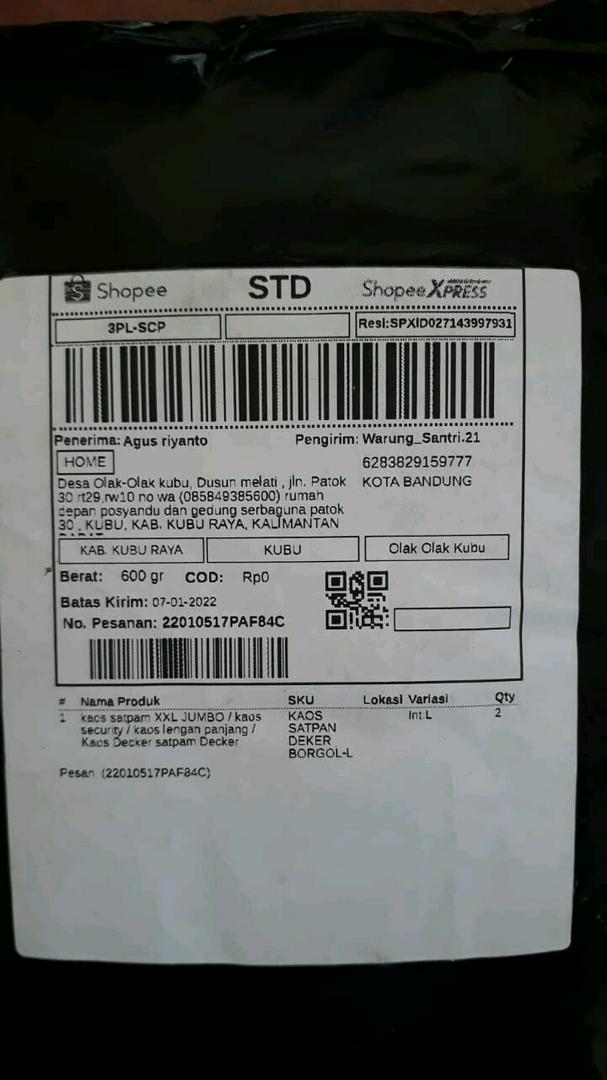 Shopee STD Shopee XPRESS
3PL-SCP Resi:SPXID027143997931
Penerima: Agus riyanto Pengirim: Warung_Santri.21
HOME 6283829159777
Desa Olak-Olak kubu, Dusun melati , jln. Patok KOTA BANDUNG
30 rt29,rw10 no wa (085849385600) rumah
depan posyandu dan gedung serbaguna patok
30 , KUBU, KAB. KUBU RAYA, KALIMANTAN
KAB. KUBU RAYA KUBU Olak Olak Kubu
Berat: 600 gr COD: Rp0
Batas Kirim: 07-01-2022
No. Pesanan: 22010517PAF84C
# Nama Produk SKU Lokasi Variasi Qty
1 kaos satpam XXL JUMBO / kaos KAOS Int:L 2
security / kaos lengan panjang / SATPAN
Kaos Decker satpam Decker DEKER
BORGOL-L
Pesan (22010517PAF84C)